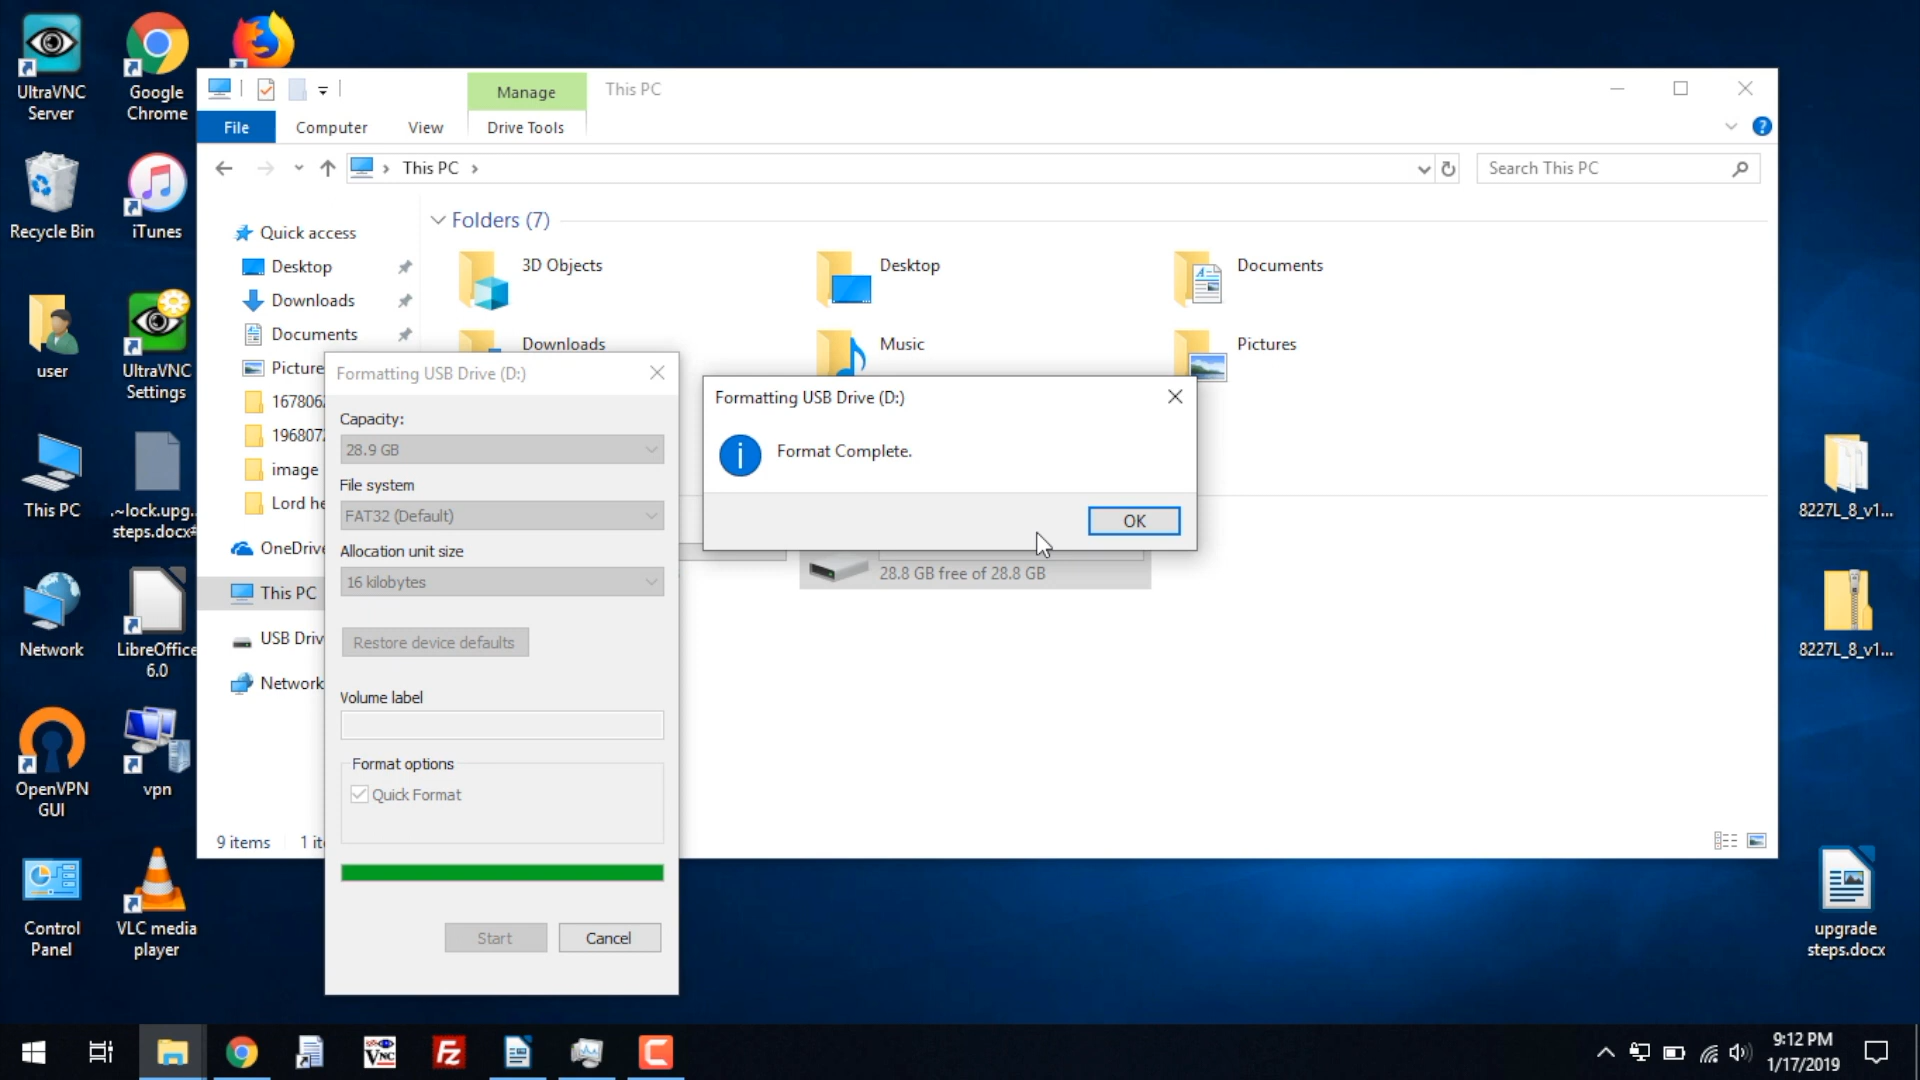 UltraVNC
Server
Google
Chrome
Recycle Bin
iTunes
user
UltraVNC
Settings
This PC
.~lock.upg...
steps.docx#
Network
LibreOffice
6.0
OpenVPN
GUI
vpn
Control
Panel
VLC media
player
Manage
This PC
File
Computer
View
Drive Tools
This PC
Search This PC
Quick access
Desktop
Downloads
Documents
Picture
167806
196807
image
Lord he
OneDrive
This PC
USB Driv
Network
9 items
1 it
Folders (7)
3D Objects
Desktop
Documents
Downloads
Music
Pictures
28.8 GB free of 28.8 GB
Formatting USB Drive (D:)
Capacity:
28.9 GB
File system
FAT32 (Default)
Allocation unit size
16 kilobytes
Restore device defaults
Volume label
Format options
Quick Format
Start
Cancel
Formatting USB Drive (D:)
Format Complete.
OK
8227L_8_v1...
8227L_8_v1...
upgrade
steps.docx
VNC
FZ
9:12 PM
1/17/2019